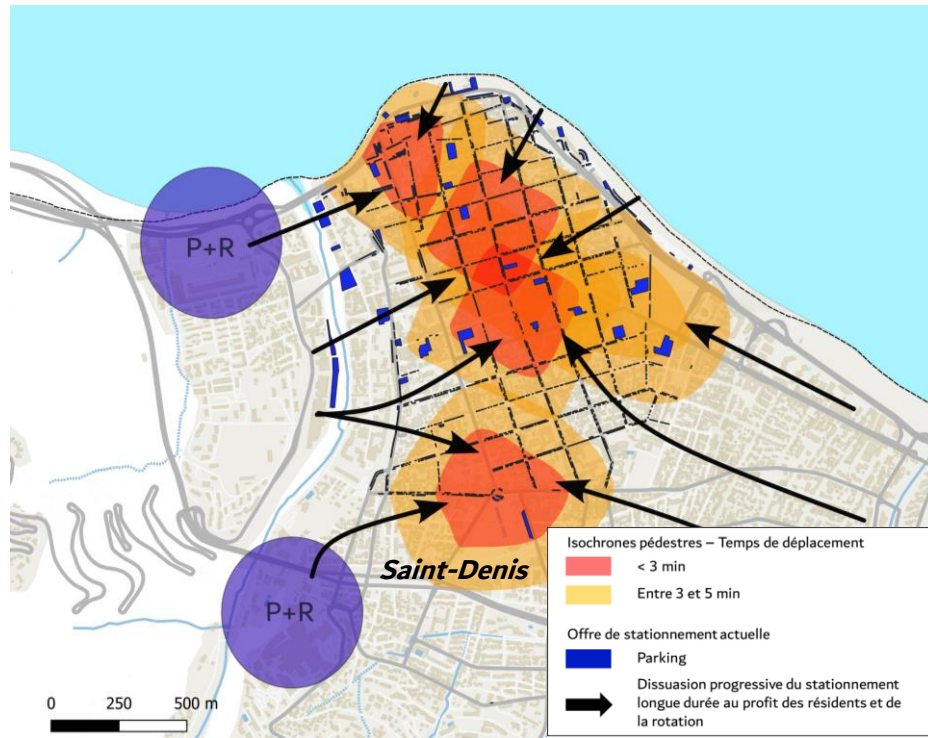 P+R
P+R
Saint-Denis
0 250 500 m
Isochrones pédestres – Temps de déplacement
< 3 min
Entre 3 et 5 min
Offre de stationnement actuelle
Parking
Dissuasion progressive du stationnement
longue durée au profit des résidents et de
la rotation